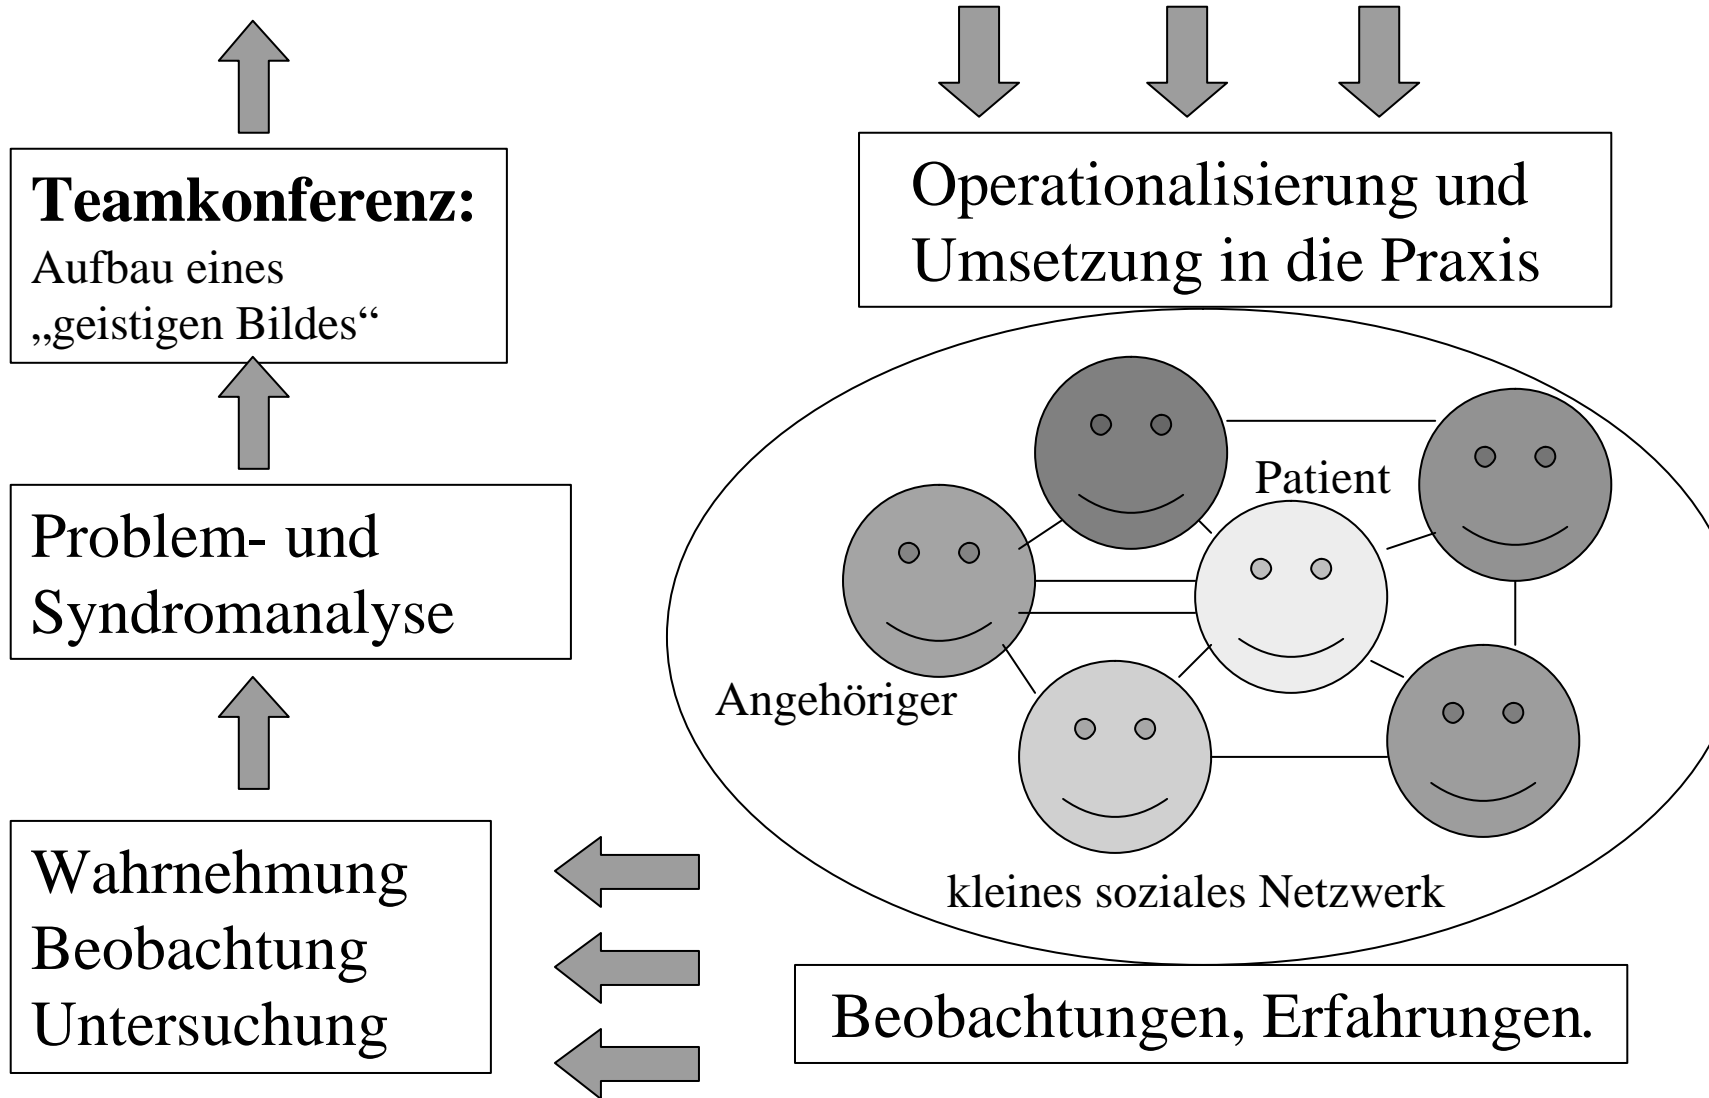 Teamkonferenz:
Aufbau eines
„geistigen Bildes“
Problem- und
Syndromanalyse
Wahrnehmung
Beobachtung
Untersuchung
Operationalisierung und
Umsetzung in die Praxis
Patient
Angehöriger
kleines soziales Netzwerk
Beobachtungen, Erfahrungen.